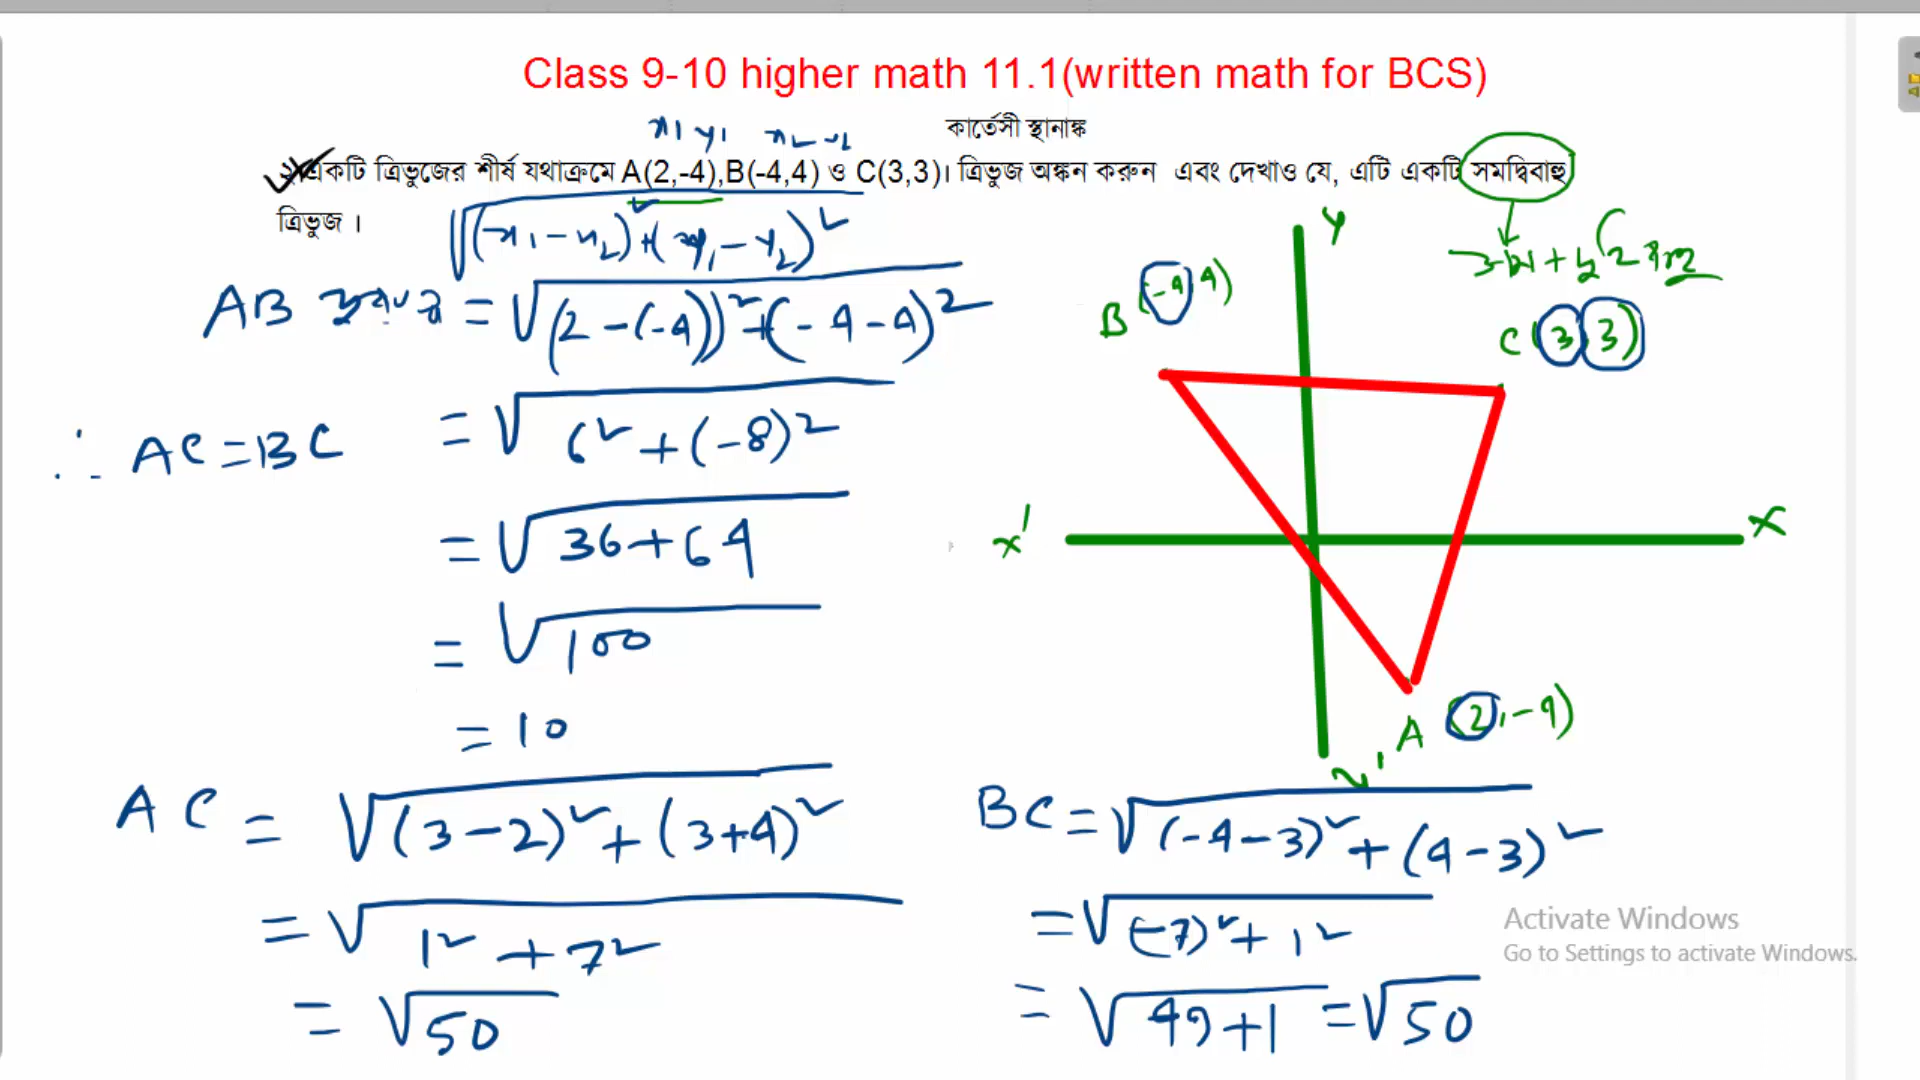 Class 9-10 higher math 11.1(written math for BCS)
কার্তেসী স্থানাঙ্ক
x₁ y₁
একটি ত্রিভুজের শীর্ষ যথাক্রমে A(2,-4),B(-4,4) ও C(3,3)। ত্রিভুজ অঙ্কন করুন এবং দেখাও যে, এটি একটি সমদ্বিবাহু
ত্রিভুজ ।
√(x₁-x₂)²+(y₁-y₂)²
AB = √(2-(-4))²+(-4-4)²
= √6²+(-8)²
∴ AC=BC
= √36+64
= √100
= 10
AC = √(3-2)²+(3+4)²
= √1²+7²
= √50
Y
B (-4,4)
C (3,3)
X'
X
A (2,-4)
BC = √(-4-3)²+(4-3)²
= √(-7)²+1²
= √49+1 = √50
Activate Windows
Go to Settings to activate Windows.